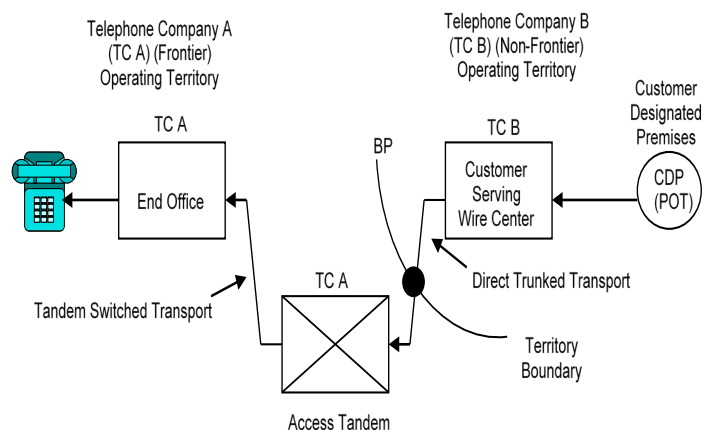 Telephone Company A
(TC A) (Frontier)
Operating Territory
Telephone Company B
(TC B) (Non-Frontier)
Operating Territory
Customer
Designated
Premises
TC A
BP
TC B
End Office
Customer
Serving
Wire Center
CDP
(POT)
Tandem Switched Transport
TC A
Direct Trunked Transport
Territory
Boundary
Access Tandem